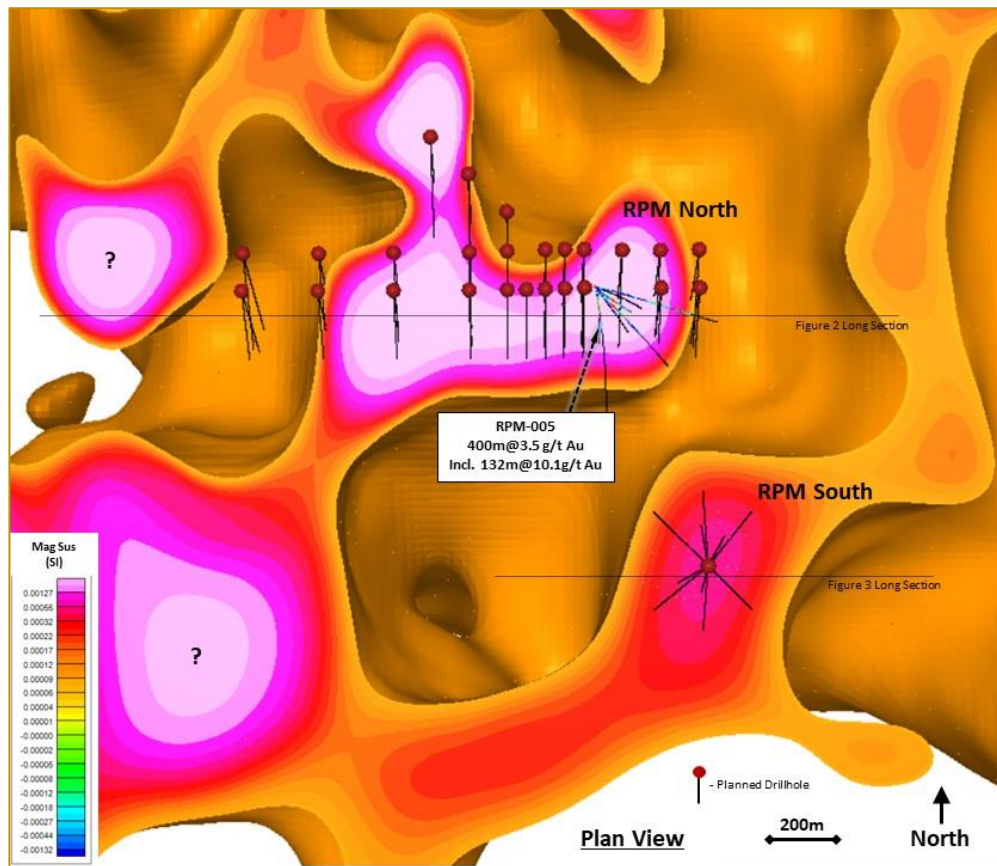 RPM North
?
Figure 2 Long Section
RPM-005
400m@3.5 g/t Au
Incl. 132m@10.1g/t Au
RPM South
Figure 3 Long Section
?
Mag Sus
(SI)
0.00127
0.00055
0.00032
0.00022
0.00017
0.00012
0.00009
0.00006
0.00004
0.00001
-0.00000
-0.00002
-0.00005
-0.00008
-0.00012
-0.00018
-0.00027
-0.00044
-0.00132
- Planned Drillhole
Plan View
200m
North